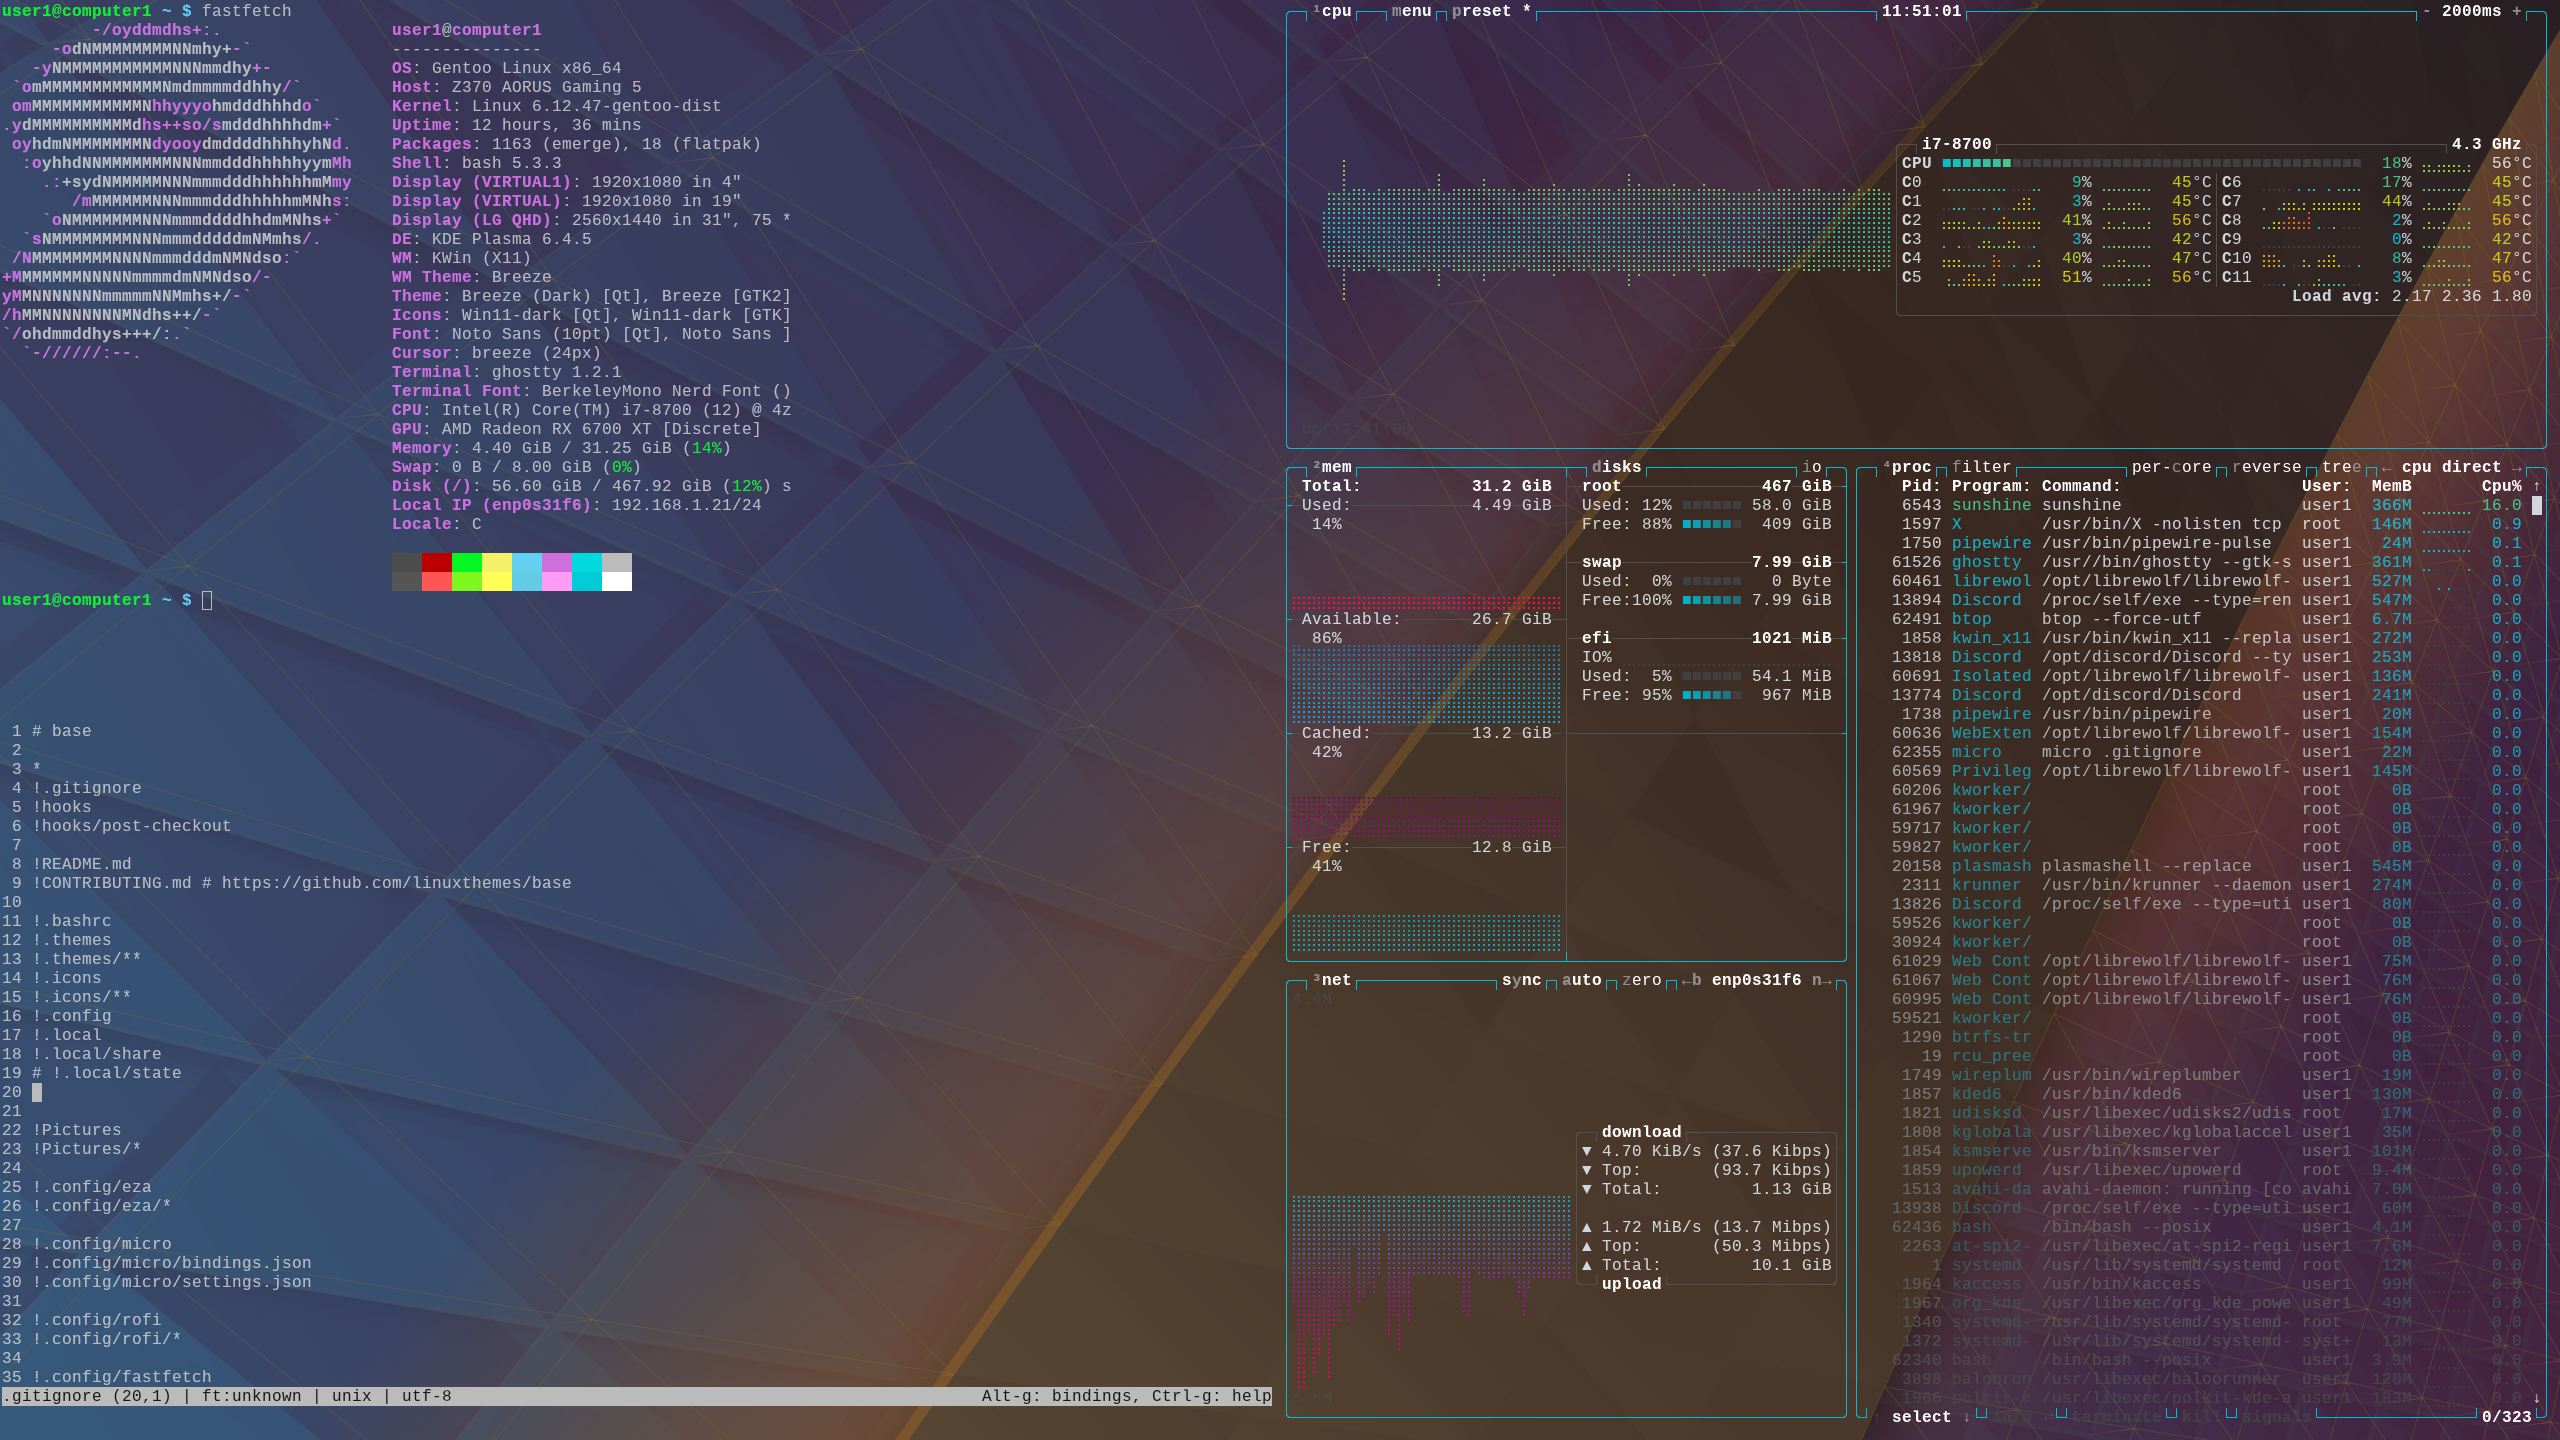 user1@computer1 ~ $ fastfetch
-/oyddmdhs+:.
-odNMMMMMMMMNNmhy+-`
-yNMMMMMMMMMMMNNNmmdhy+-
`omMMMMMMMMMMMMNmdmmmmddhhy/`
omMMMMMMMMMMMNhhyyyohmdddhhhdo`
.ydMMMMMMMMMMdhs++so/smdddhhhhdm+`
oyhdmNMMMMMMMNdyooydmddddhhhhyhNd.
:oyhhdNNMMMMMMMNNNmmdddhhhhhyymMh
.:+sydNMMMMMNNNmmmdddhhhhhhmMmy
/mMMMMMMNNNmmmdddhhhhhmMNhs:
`oNMMMMMMMNNNmmmddddhhdmMNhs+`
`sNMMMMMMMMNNNmmmdddddmNMmhs/.
/NMMMMMMMMNNNNmmmdddmNMNdso:`
+MMMMMMMNNNNNmmmmdmNMNdso/-
yMMNNNNNNNmmmmmNNMmhs+/-`
/hMMNNNNNNNNMNdhs++/-`
`/ohdmmddhys+++/:.`
`-//////:--.
user1@computer1
---------------
OS: Gentoo Linux x86_64
Host: Z370 AORUS Gaming 5
Kernel: Linux 6.12.47-gentoo-dist
Uptime: 12 hours, 36 mins
Packages: 1163 (emerge), 18 (flatpak)
Shell: bash 5.3.3
Display (VIRTUAL1): 1920x1080 in 4"
Display (VIRTUAL): 1920x1080 in 19"
Display (LG QHD): 2560x1440 in 31", 75 *
DE: KDE Plasma 6.4.5
WM: KWin (X11)
WM Theme: Breeze
Theme: Breeze (Dark) [Qt], Breeze [GTK2]
Icons: Win11-dark [Qt], Win11-dark [GTK]
Font: Noto Sans (10pt) [Qt], Noto Sans ]
Cursor: breeze (24px)
Terminal: ghostty 1.2.1
Terminal Font: BerkeleyMono Nerd Font ()
CPU: Intel(R) Core(TM) i7-8700 (12) @ 4z
GPU: AMD Radeon RX 6700 XT [Discrete]
Memory: 4.40 GiB / 31.25 GiB (14%)
Swap: 0 B / 8.00 GiB (0%)
Disk (/): 56.60 GiB / 467.92 GiB (12%) s
Local IP (enp0s31f6): 192.168.1.21/24
Locale: C
user1@computer1 ~ $
1 # base
2
3 *
4 !.gitignore
5 !hooks
6 !hooks/post-checkout
7
8 !README.md
9 !CONTRIBUTING.md # https://github.com/linuxthemes/base
10
11 !.bashrc
12 !.themes
13 !.themes/**
14 !.icons
15 !.icons/**
16 !.config
17 !.local
18 !.local/share
19 # !.local/state
20
21
22 !Pictures
23 !Pictures/*
24
25 !.config/eza
26 !.config/eza/*
27
28 !.config/micro
29 !.config/micro/bindings.json
30 !.config/micro/settings.json
31
32 !.config/rofi
33 !.config/rofi/*
34
35 !.config/fastfetch
.gitignore (20,1) | ft:unknown | unix | utf-8 Alt-g: bindings, Ctrl-g: help
¹cpu menu preset * 11:51:01 - 2000ms +
i7-8700 4.3 GHz
CPU 18% 56°C
C0 9% 45°C C6 17% 45°C
C1 3% 45°C C7 44% 45°C
C2 41% 56°C C8 2% 56°C
C3 3% 42°C C9 0% 42°C
C4 40% 47°C C10 8% 47°C
C5 51% 56°C C11 3% 56°C
Load avg: 2.17 2.36 1.80
²mem
Total: 31.2 GiB
Used: 4.49 GiB
14%
Available: 26.7 GiB
86%
Cached: 13.2 GiB
42%
Free: 12.8 GiB
41%
disks io
root 467 GiB
Used: 12% 58.0 GiB
Free: 88% 409 GiB
swap 7.99 GiB
Used: 0% 0 Byte
Free:100% 7.99 GiB
efi 1021 MiB
IO%
Used: 5% 54.1 MiB
Free: 95% 967 MiB
³net sync auto zero ←b enp0s31f6 n→
4.4M
download
▼ 4.70 KiB/s (37.6 Kibps)
▼ Top: (93.7 Kibps)
▼ Total: 1.13 GiB
▲ 1.72 MiB/s (13.7 Mibps)
▲ Top: (50.3 Mibps)
▲ Total: 10.1 GiB
upload
⁴proc filter per-core reverse tree ← cpu direct →
Pid: Program: Command: User: MemB Cpu% ↑
6543 sunshine sunshine user1 366M 16.0
1597 X /usr/bin/X -nolisten tcp root 146M 0.9
1750 pipewire /usr/bin/pipewire-pulse user1 24M 0.1
61526 ghostty /usr//bin/ghostty --gtk-s user1 361M 0.1
60461 librewol /opt/librewolf/librewolf- user1 527M 0.0
13894 Discord /proc/self/exe --type=ren user1 547M 0.0
62491 btop btop --force-utf user1 6.7M 0.0
1858 kwin_x11 /usr/bin/kwin_x11 --repla user1 272M 0.0
13818 Discord /opt/discord/Discord --ty user1 253M 0.0
60691 Isolated /opt/librewolf/librewolf- user1 136M 0.0
13774 Discord /opt/discord/Discord user1 241M 0.0
1738 pipewire /usr/bin/pipewire user1 20M 0.0
60636 WebExten /opt/librewolf/librewolf- user1 154M 0.0
62355 micro micro .gitignore user1 22M 0.0
60569 Privileg /opt/librewolf/librewolf- user1 145M 0.0
60206 kworker/ root 0B 0.0
61967 kworker/ root 0B 0.0
59717 kworker/ root 0B 0.0
59827 kworker/ root 0B 0.0
20158 plasmash plasmashell --replace user1 545M 0.0
2311 krunner /usr/bin/krunner --daemon user1 274M 0.0
13826 Discord /proc/self/exe --type=uti user1 80M 0.0
59526 kworker/ root 0B 0.0
30924 kworker/ root 0B 0.0
61029 Web Cont /opt/librewolf/librewolf- user1 75M 0.0
61067 Web Cont /opt/librewolf/librewolf- user1 76M 0.0
60995 Web Cont /opt/librewolf/librewolf- user1 76M 0.0
59521 kworker/ root 0B 0.0
1290 btrfs-tr root 0B 0.0
19 rcu_pree root 0B 0.0
1749 wireplum /usr/bin/wireplumber user1 19M 0.0
1857 kded6 /usr/bin/kded6 user1 130M 0.0
1821 udisksd /usr/libexec/udisks2/udis root 17M 0.0
1808 kglobala /usr/libexec/kglobalaccel user1 35M 0.0
1854 ksmserve /usr/bin/ksmserver user1 101M 0.0
1859 upowerd /usr/libexec/upowerd root 9.4M 0.0
1513 avahi-da avahi-daemon: running [co avahi 7.0M 0.0
13938 Discord /proc/self/exe --type=uti user1 60M 0.0
62436 bash /bin/bash --posix user1 4.1M 0.0
2263 at-spi2- /usr/libexec/at-spi2-regi user1 7.6M 0.0
1 systemd /usr/lib/systemd/systemd root 12M 0.0
1964 kaccess /usr/bin/kaccess user1 99M 0.0
1967 org_kde_ /usr/libexec/org_kde_powe user1 49M 0.0
1340 systemd- /usr/lib/systemd/systemd- root 77M 0.0
1372 systemd- /usr/lib/systemd/systemd- syst+ 13M 0.0
62340 bash /bin/bash --posix user1 3.9M 0.0
3898 baloorun /usr/libexec/baloorunner user1 120M 0.0
1966 polkit-k /usr/libexec/polkit-kde-a user1 183M 0.0 ↓
↑ select ↓ info terminate kill signals 0/323